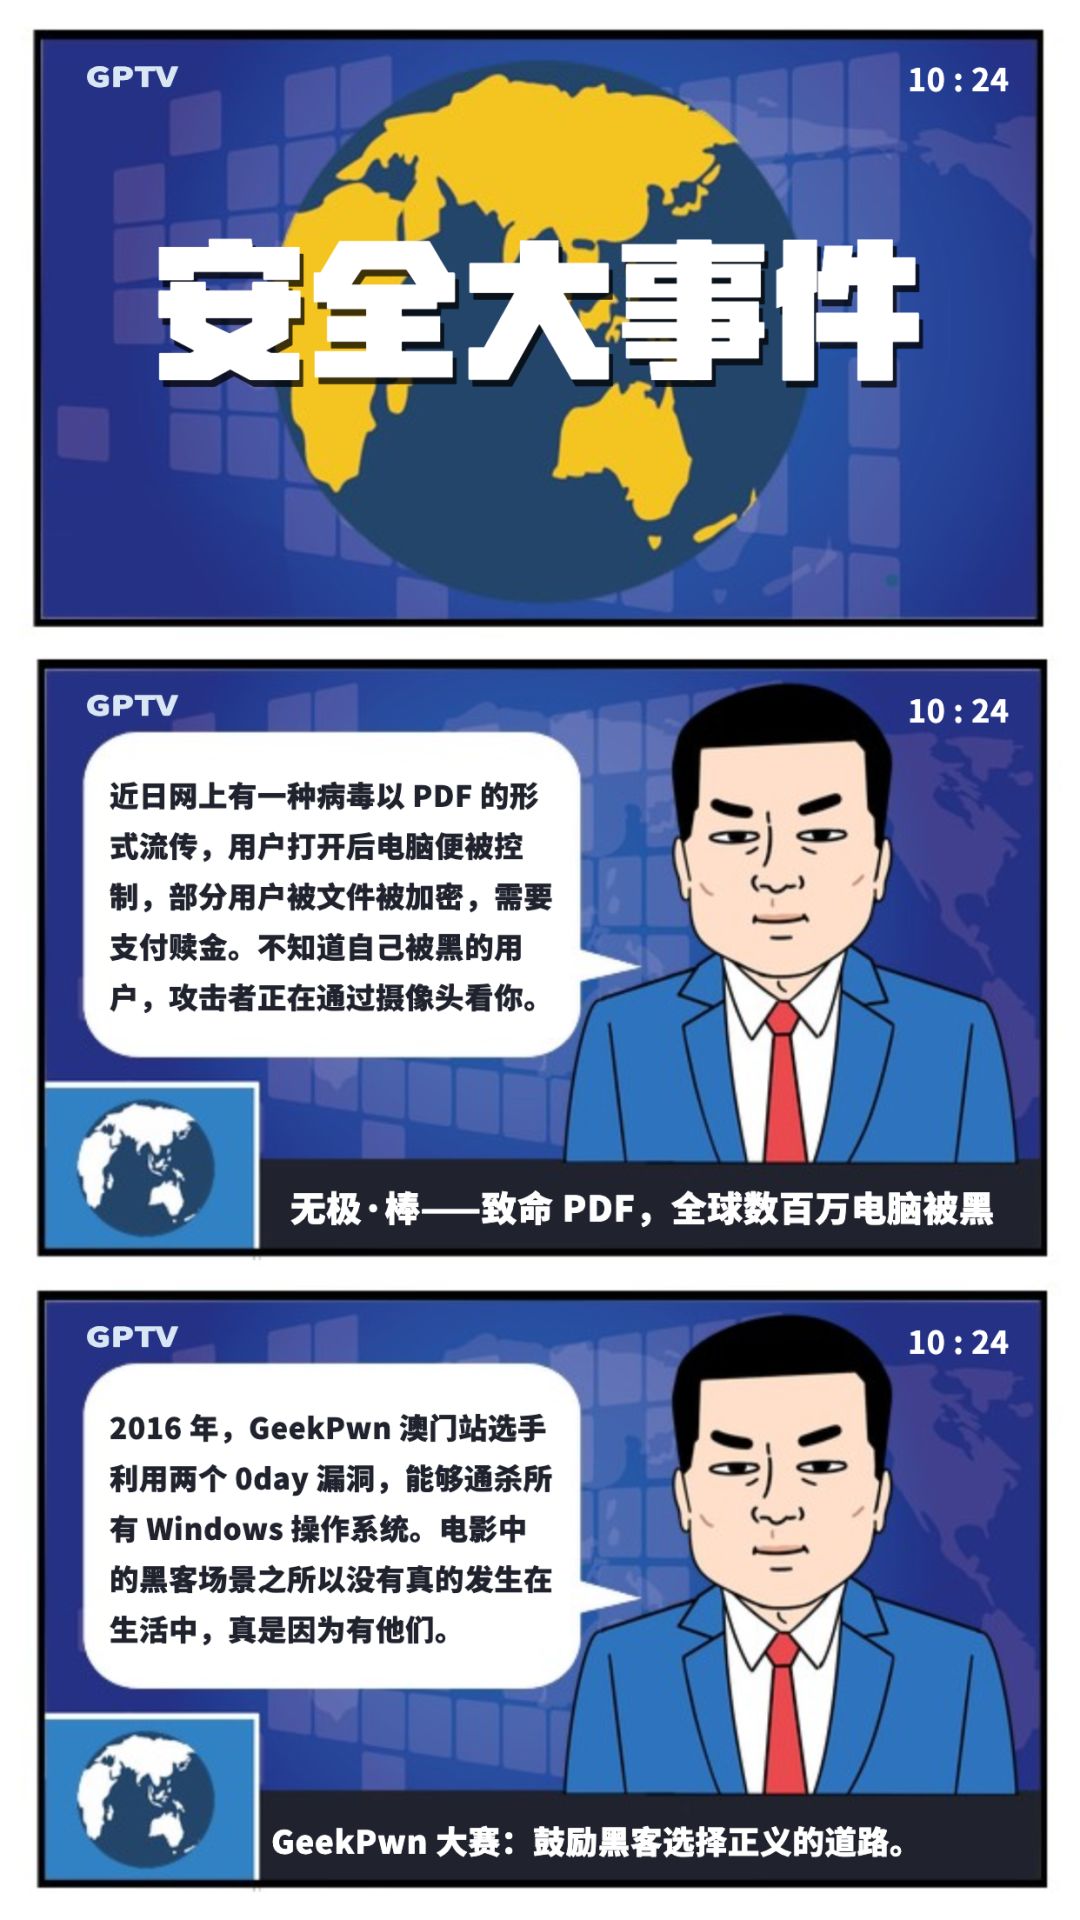 GPTV
10 : 24
安全大事件
GPTV
10 : 24
近日网上有一种病毒以 PDF 的形
式流传，用户打开后电脑便被控
制，部分用户被文件被加密，需要
支付赎金。不知道自己被黑的用
户，攻击者正在通过摄像头看你。
无极·棒——致命 PDF，全球数百万电脑被黑
GPTV
10 : 24
2016 年，GeekPwn 澳门站选手
利用两个 0day 漏洞，能够通杀所
有 Windows 操作系统。电影中
的黑客场景之所以没有真的发生在
生活中，真是因为有他们。
GeekPwn 大赛：鼓励黑客选择正义的道路。